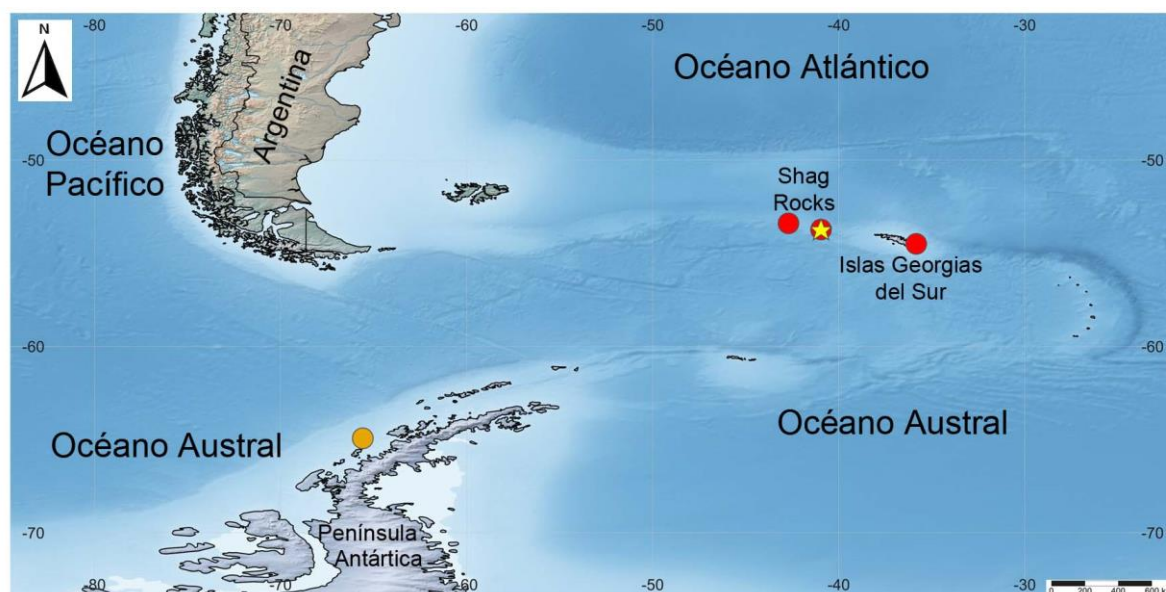 N
-80
-70
-50
-40
-30
Océano Atlántico
Argentina
Océano
Pacífico
-50
-50
Shag
Rocks
Islas Georgias
del Sur
-60
-60
Océano Austral
Océano Austral
-70
Península
Antártica
-70
-80
-70
-60
-50
-40
-30
0 200 400 600